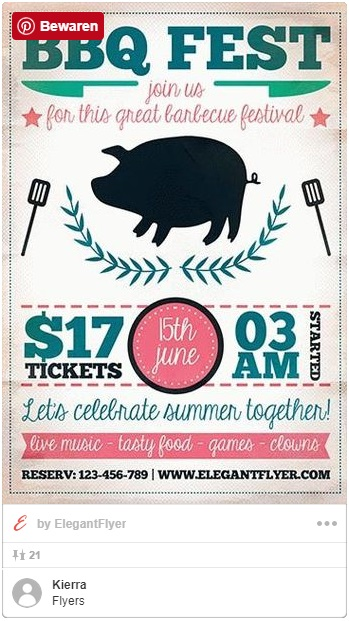 Bewaren
BBQ FEST
join us
for this great barbecue festival
$17
TICKETS
15th
june
03
AM
STARTED
Let's celebrate summer together!
live music - tasty food - games - clowns
RESERV: 123-456-789 | WWW.ELEGANTFLYER.COM
E by ElegantFlyer
21
Kierra
Flyers